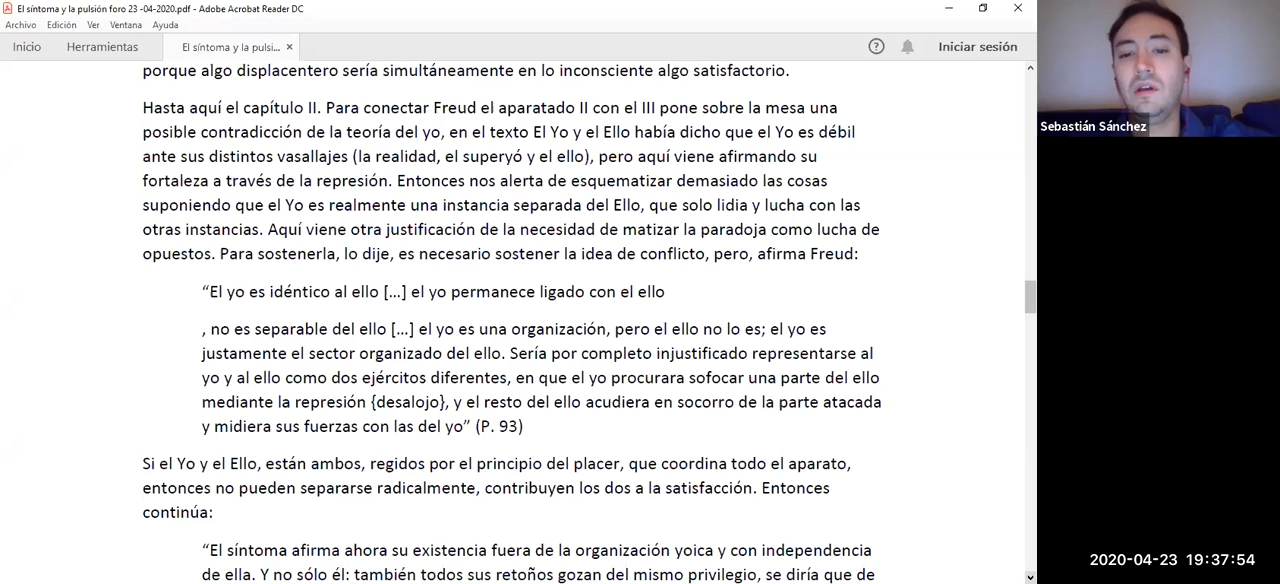 El síntoma y la pulsión foro 23 -04-2020.pdf - Adobe Acrobat Reader DC
Archivo Edición Ver Ventana Ayuda
Inicio Herramientas El síntoma y la pulsi... × Iniciar sesión
porque algo displacentero sería simultáneamente en lo inconsciente algo satisfactorio.
Hasta aquí el capítulo II. Para conectar Freud el aparatado II con el III pone sobre la mesa una
posible contradicción de la teoría del yo, en el texto El Yo y el Ello había dicho que el Yo es débil
ante sus distintos vasallajes (la realidad, el superyó y el ello), pero aquí viene afirmando su
fortaleza a través de la represión. Entonces nos alerta de esquematizar demasiado las cosas
suponiendo que el Yo es realmente una instancia separada del Ello, que solo lidia y lucha con las
otras instancias. Aquí viene otra justificación de la necesidad de matizar la paradoja como lucha de
opuestos. Para sostenerla, lo dije, es necesario sostener la idea de conflicto, pero, afirma Freud:
“El yo es idéntico al ello [...] el yo permanece ligado con el ello
, no es separable del ello [...] el yo es una organización, pero el ello no lo es; el yo es
justamente el sector organizado del ello. Sería por completo injustificado representarse al
yo y al ello como dos ejércitos diferentes, en que el yo procurara sofocar una parte del ello
mediante la represión {desalojo}, y el resto del ello acudiera en socorro de la parte atacada
y midiera sus fuerzas con las del yo” (P. 93)
Si el Yo y el Ello, están ambos, regidos por el principio del placer, que coordina todo el aparato,
entonces no pueden separarse radicalmente, contribuyen los dos a la satisfacción. Entonces
continúa:
“El síntoma afirma ahora su existencia fuera de la organización yoica y con independencia
de ella. Y no sólo él: también todos sus retoños gozan del mismo privilegio, se diría que de
Sebastián Sánchez
2020-04-23 19:37:54